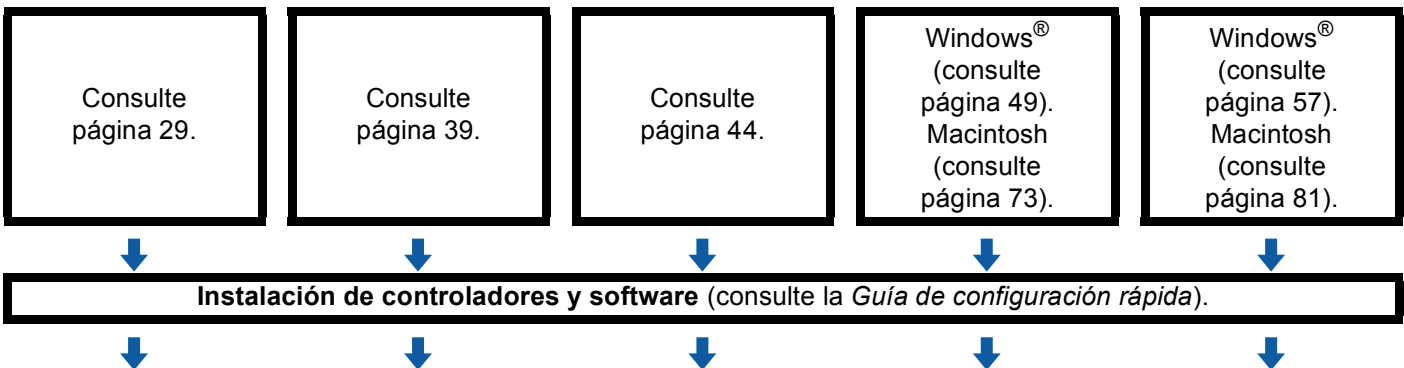 Consulte
página 29.
Consulte
página 39.
Consulte
página 44.
Windows®
(consulte
página 49).
Macintosh
(consulte
página 73).
Windows®
(consulte
página 57).
Macintosh
(consulte
página 81).
Instalación de controladores y software (consulte la Guía de configuración rápida).